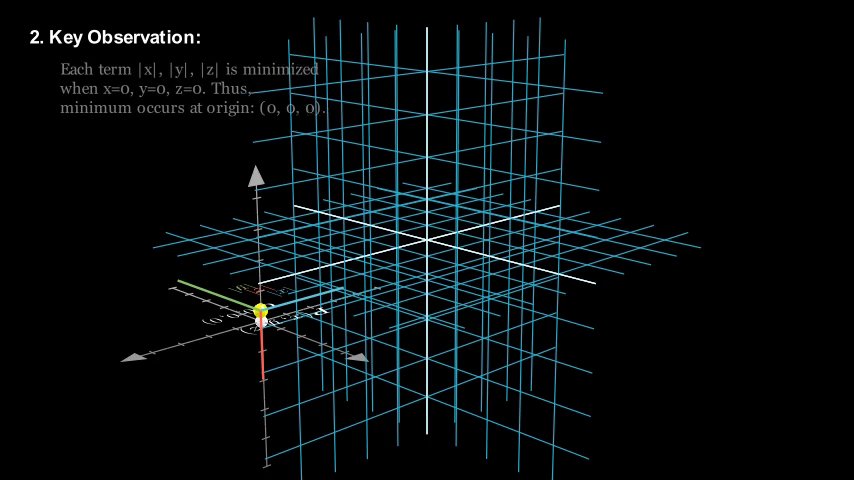 2. Key Observation:
Each term |x|, |y|, |z| is minimized
when x=0, y=0, z=0. Thus,
minimum occurs at origin: (0, 0, 0).